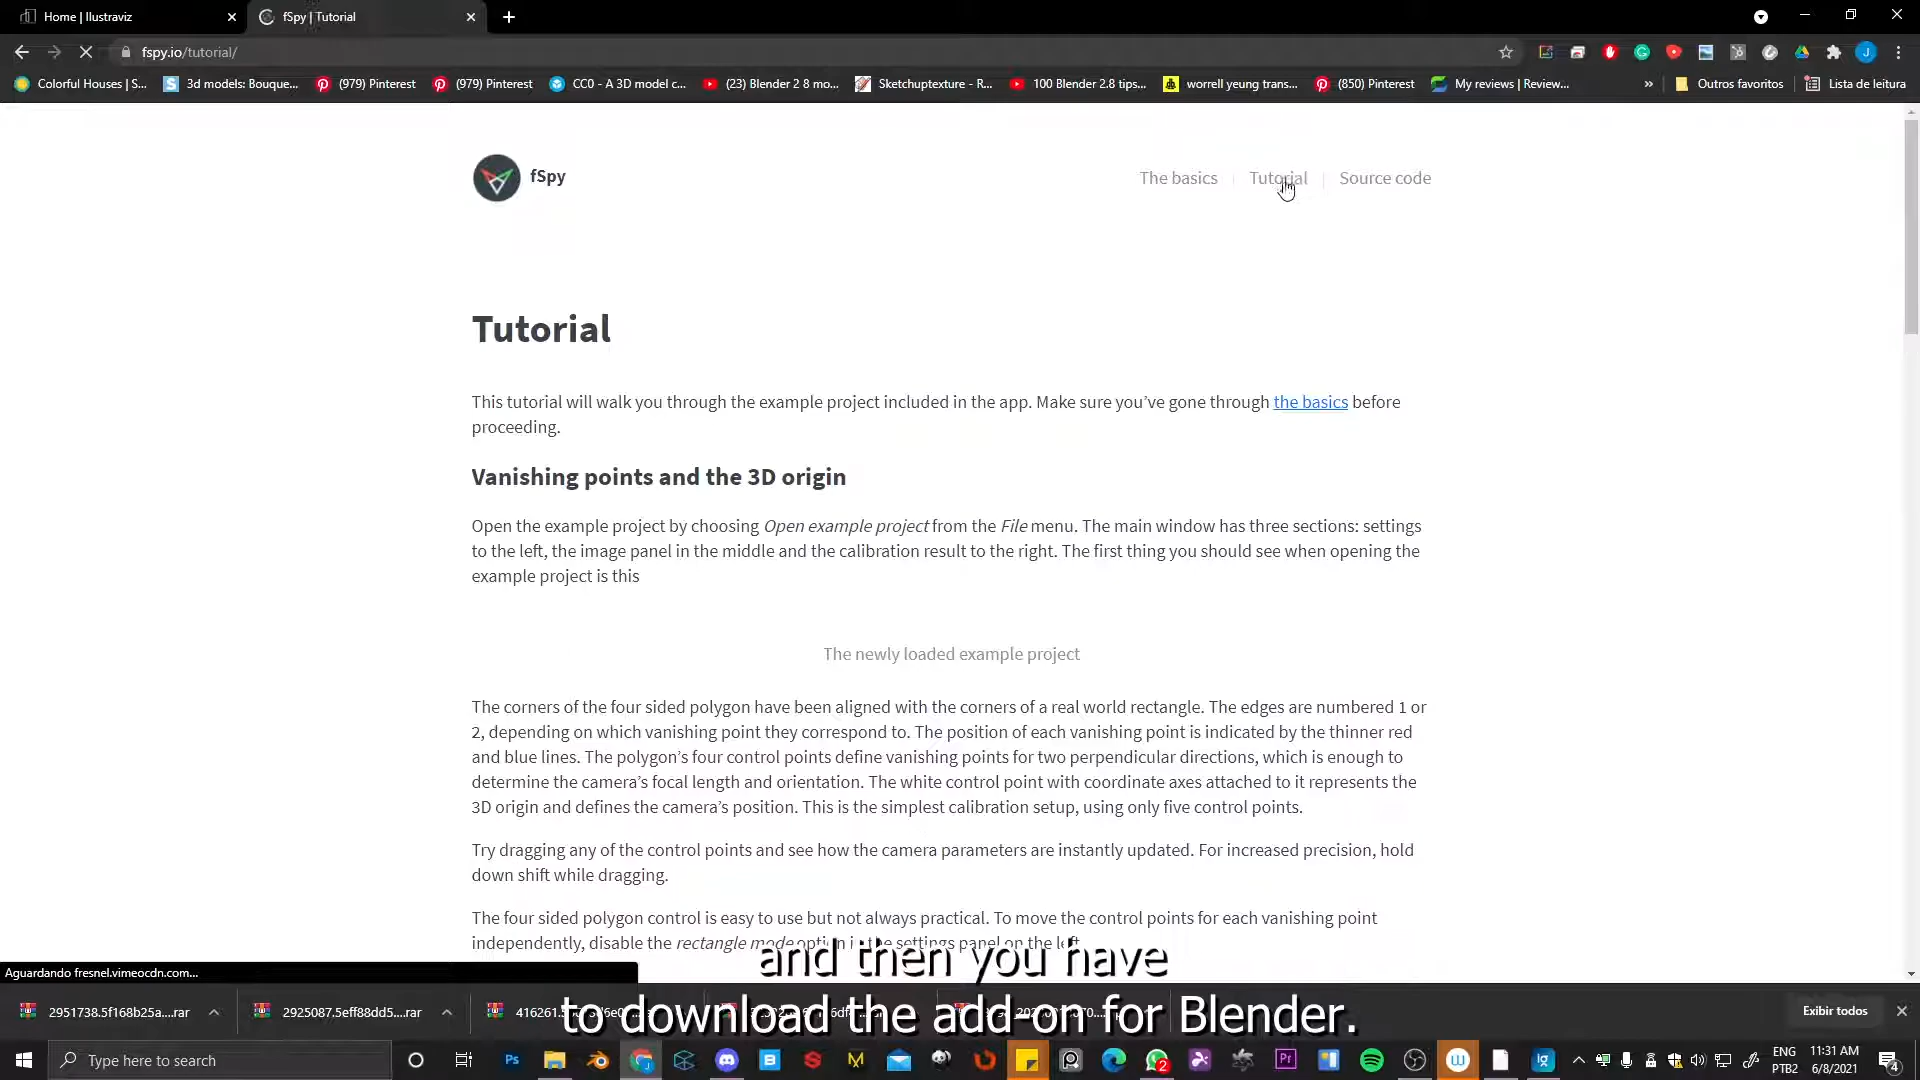 Home | Ilustraviz
fSpy | Tutorial
fspy.io/tutorial/
Colorful Houses | S...
3d models: Bouque...
(979) Pinterest
(979) Pinterest
CC0 - A 3D model c...
(23) Blender 2 8 mo...
Sketchuptexture - R...
100 Blender 2.8 tips...
worrell yeung trans...
(850) Pinterest
My reviews | Review...
»
Outros favoritos
Lista de leitura
fSpy
The basics
Tutorial
Source code
Tutorial
This tutorial will walk you through the example project included in the app. Make sure you've gone through the basics before
proceeding.
Vanishing points and the 3D origin
Open the example project by choosing Open example project from the File menu. The main window has three sections: settings
to the left, the image panel in the middle and the calibration result to the right. The first thing you should see when opening the
example project is this
The newly loaded example project
The corners of the four sided polygon have been aligned with the corners of a real world rectangle. The edges are numbered 1 or
2, depending on which vanishing point they correspond to. The position of each vanishing point is indicated by the thinner red
and blue lines. The polygon's four control points define vanishing points for two perpendicular directions, which is enough to
determine the camera's focal length and orientation. The white control point with coordinate axes attached to it represents the
3D origin and defines the camera's position. This is the simplest calibration setup, using only five control points.
Try dragging any of the control points and see how the camera parameters are instantly updated. For increased precision, hold
down shift while dragging.
The four sided polygon control is easy to use but not always practical. To move the control points for each vanishing point
independently, disable the rectangle mode option in the settings panel on the left
and then you have
to download the add-on for Blender.
Aguardando fresnel.vimeocdn.com...
2951738.5f168b25a....rar
2925087.5eff88dd5....rar
Exibir todos
Type here to search
ENG
PTB2
11:31 AM
6/8/2021